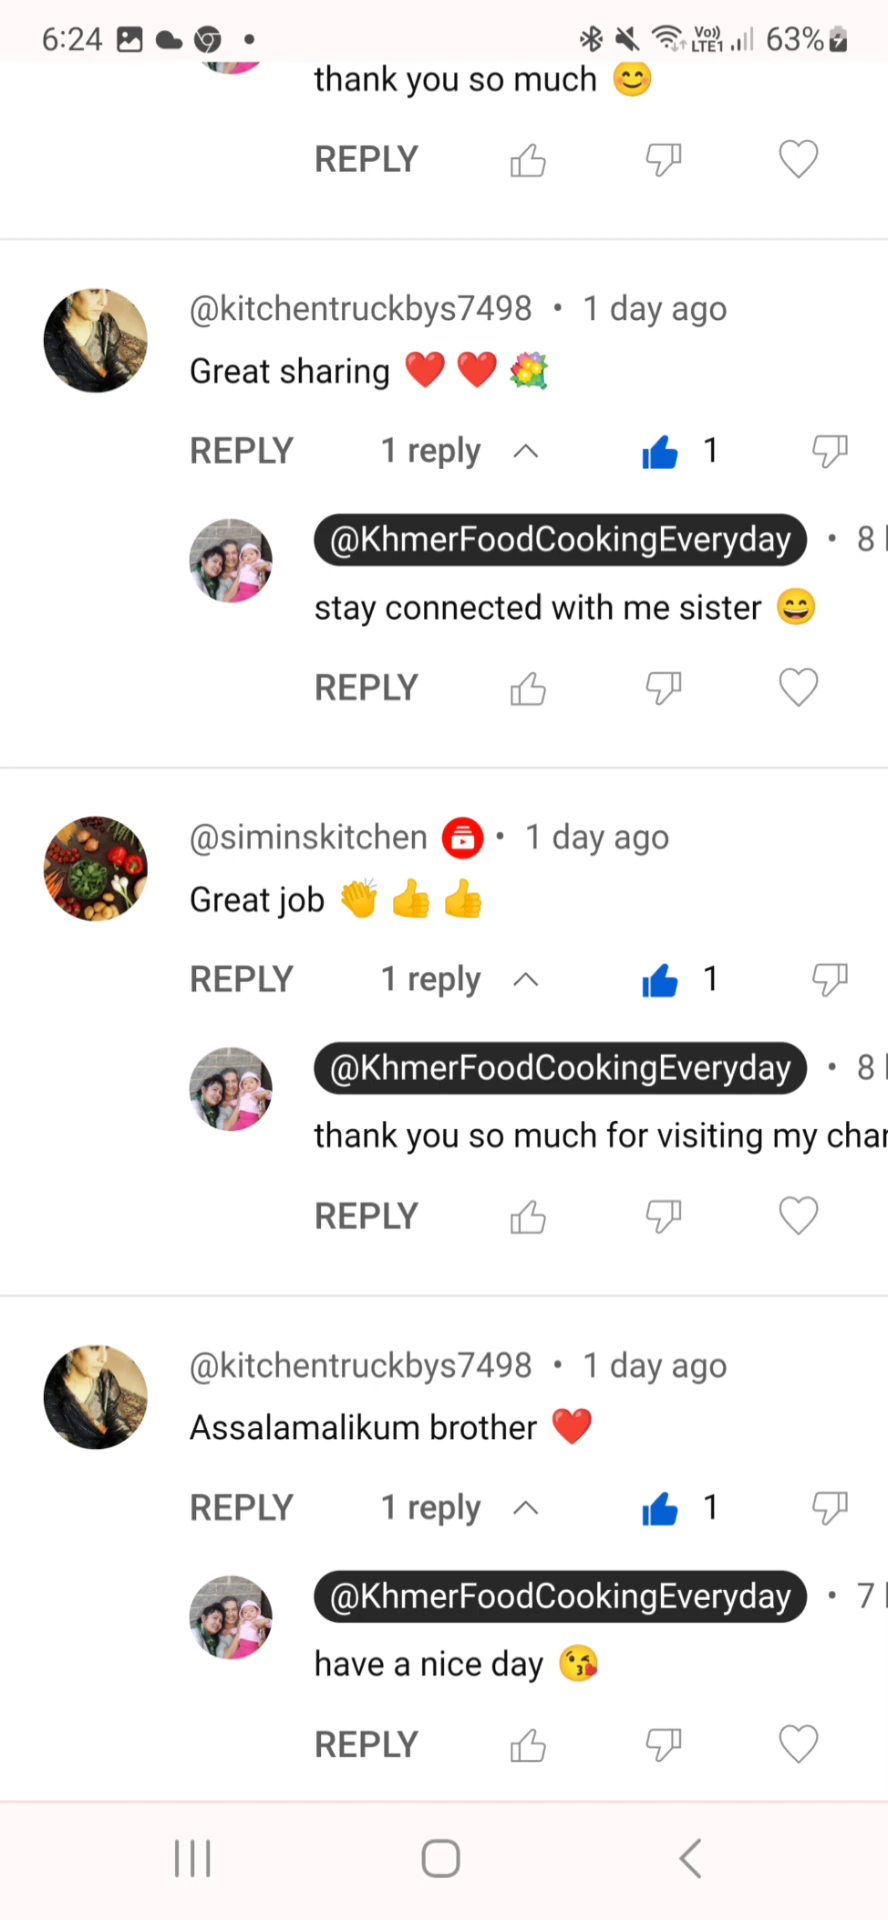 6:24 Vo)) LTE1 63%
thank you so much 😊
REPLY
@kitchentruckbys7498 • 1 day ago
Great sharing ❤️ ❤️ 💐
REPLY 1 reply 1
@KhmerFoodCookingEveryday • 8
stay connected with me sister 😄
REPLY
@siminskitchen • 1 day ago
Great job 👏 👍 👍
REPLY 1 reply 1
@KhmerFoodCookingEveryday • 8
thank you so much for visiting my
REPLY
@kitchentruckbys7498 • 1 day ago
Assalamalikum brother ❤️
REPLY 1 reply 1
@KhmerFoodCookingEveryday • 7
have a nice day 😘
REPLY